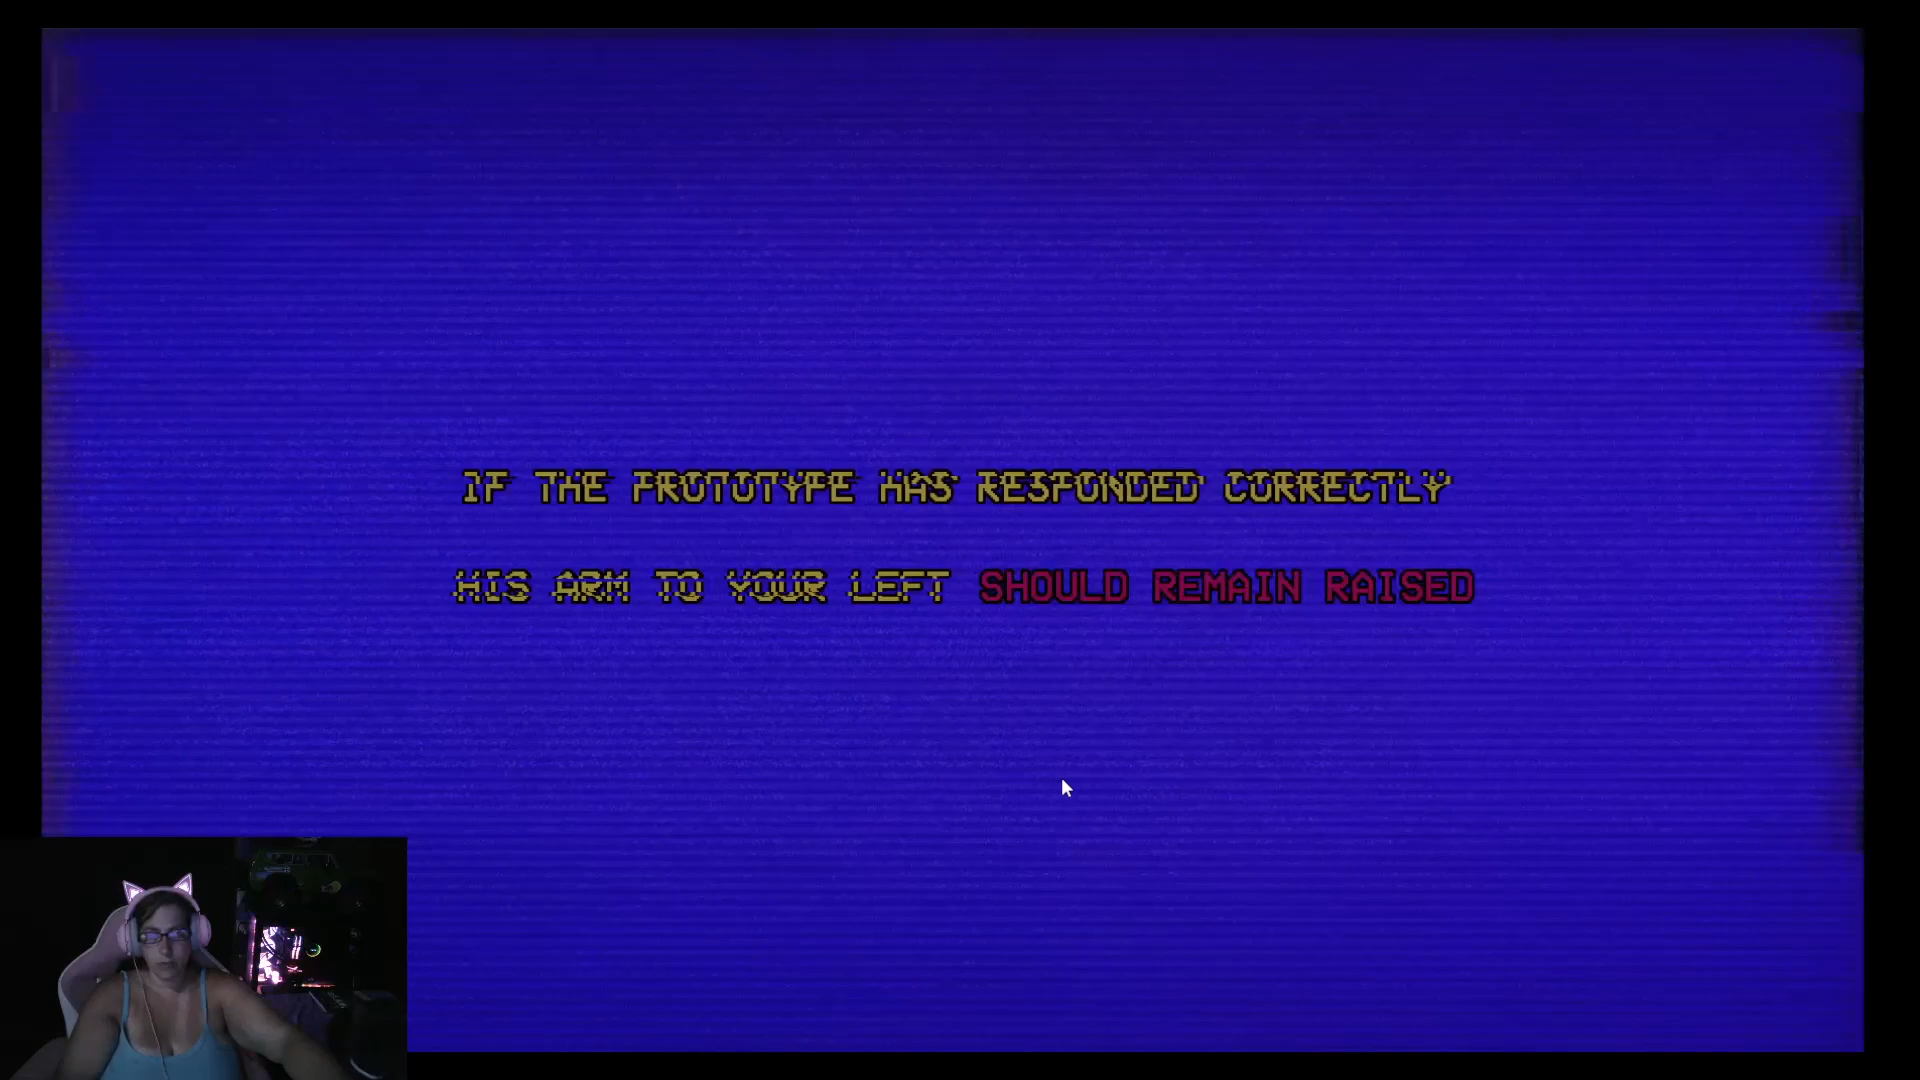 IF THE PROTOTYPE HAS RESPONDED CORRECTLY
HIS ARM TO YOUR LEFT SHOULD REMAIN RAISED